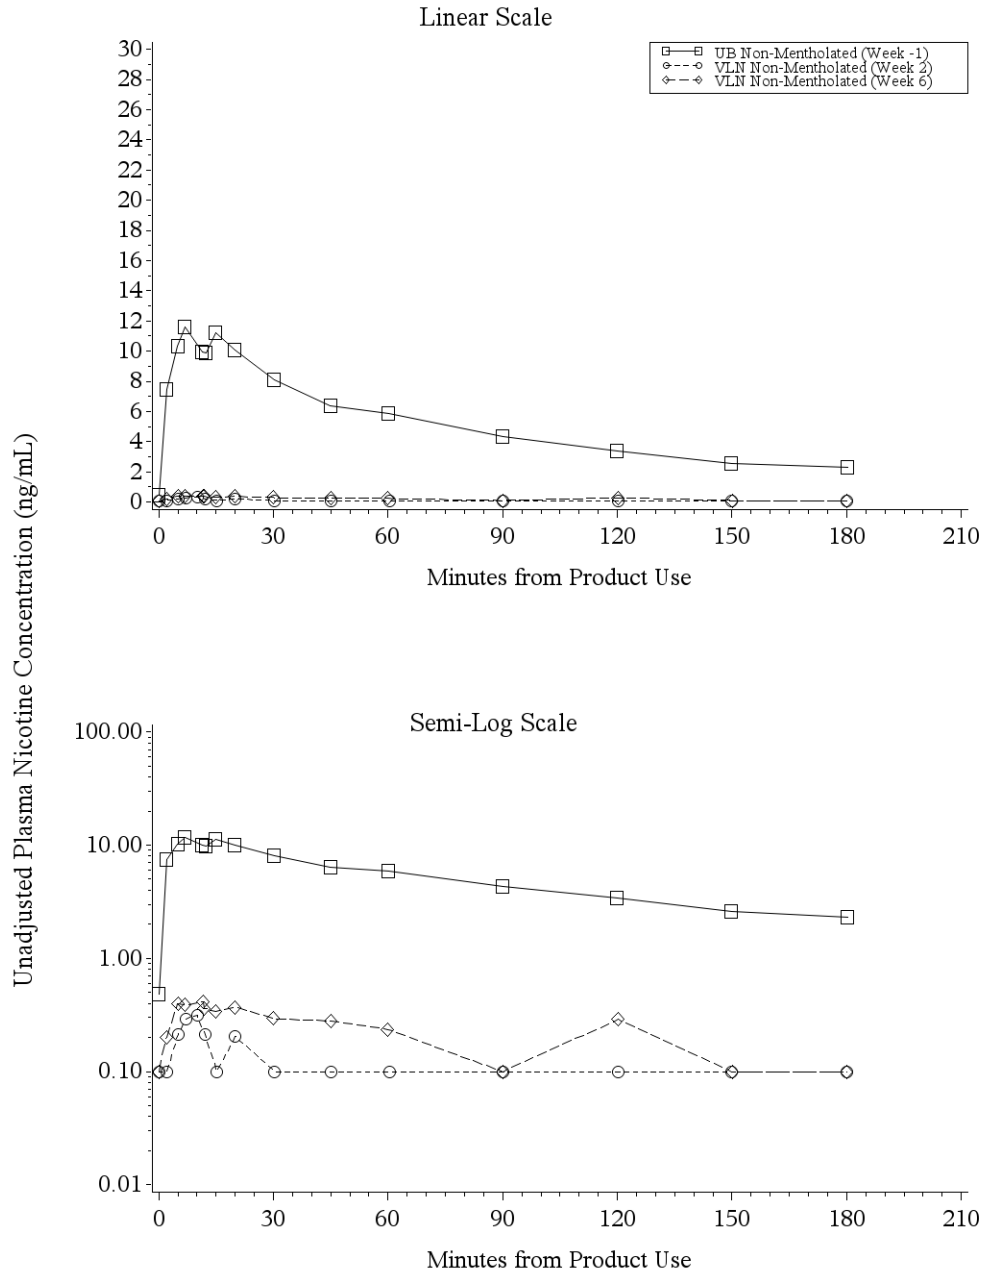 Linear Scale
UB Non-Mentholated (Week -1)
VLN Non-Mentholated (Week 2)
VLN Non-Mentholated (Week 6)
30
28
26
24
22
20
18
16
14
12
10
8
6
4
2
0
0 30 60 90 120 150 180 210
Minutes from Product Use
Unadjusted Plasma Nicotine Concentration (ng/mL)
Semi-Log Scale
100.00
10.00
1.00
0.10
0.01
0 30 60 90 120 150 180 210
Minutes from Product Use